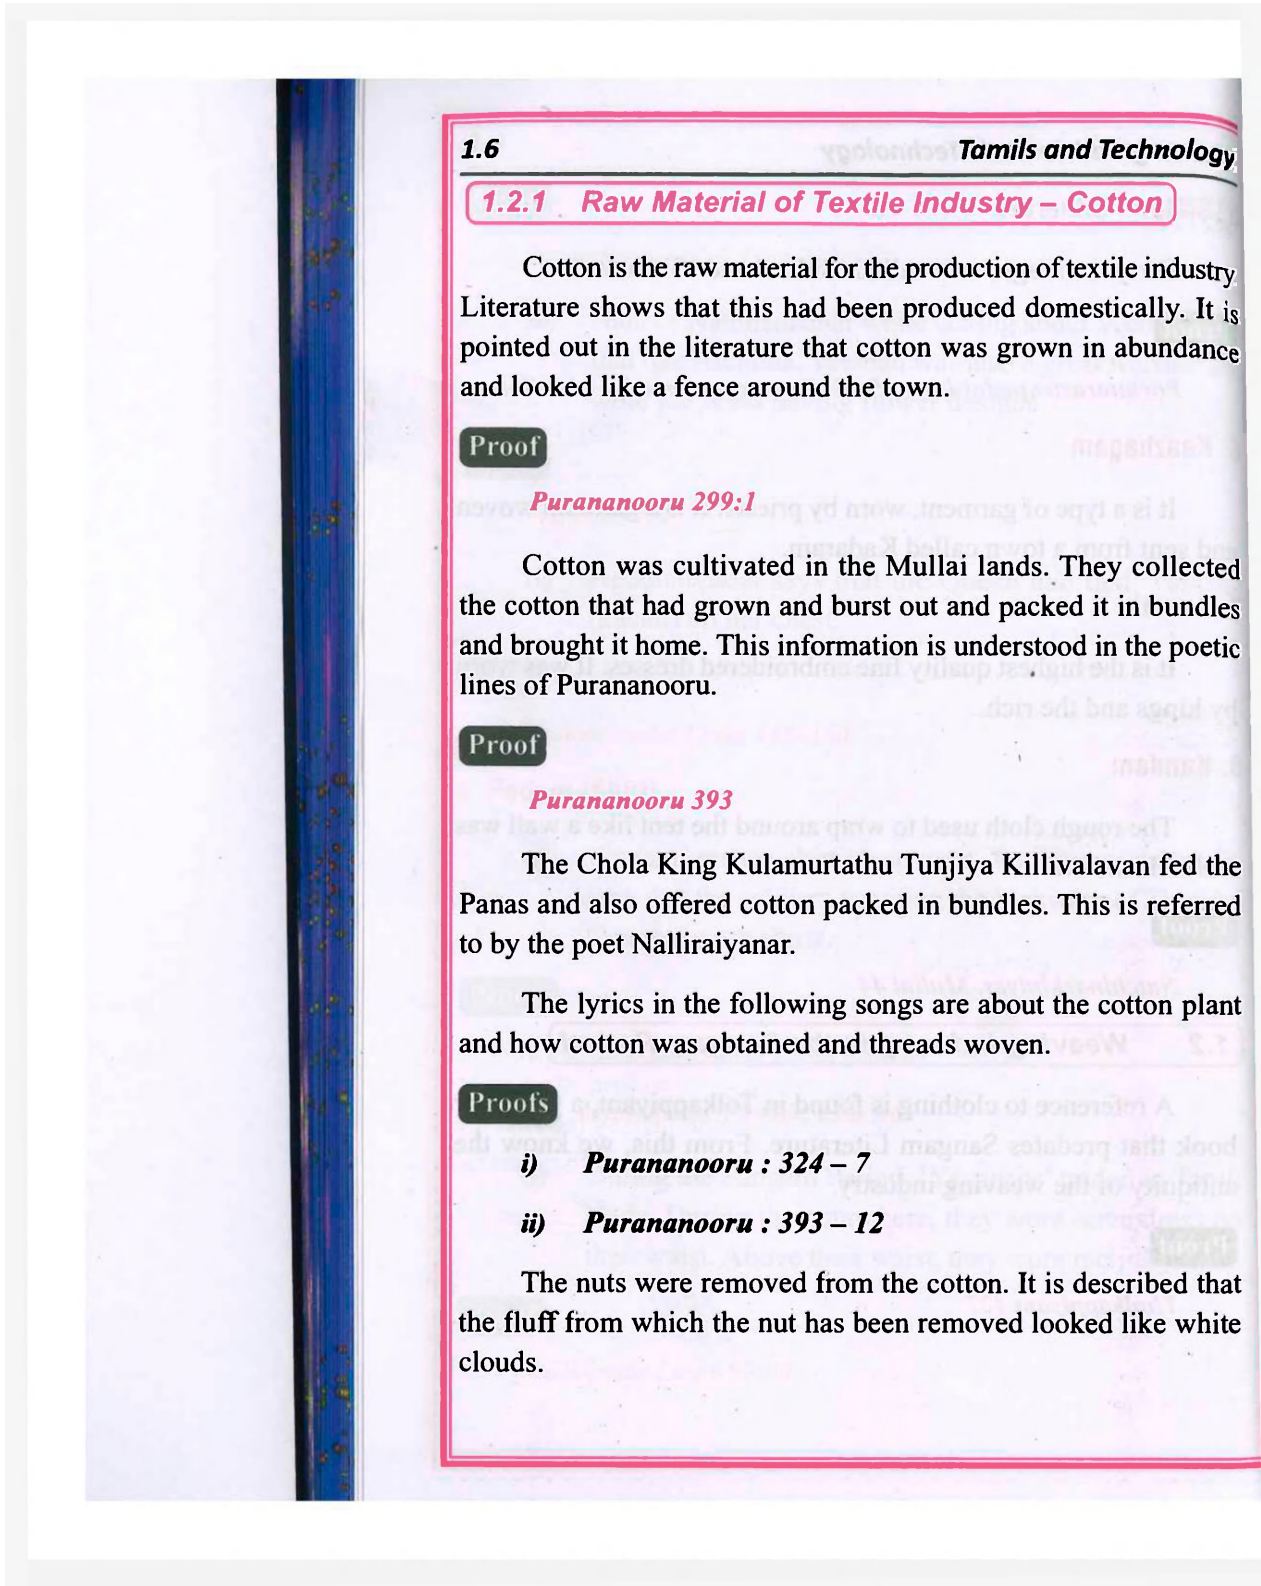 1.6 Tamils and Technology
1.2.1 Raw Material of Textile Industry – Cotton
Cotton is the raw material for the production of textile industry.
Literature shows that this had been produced domestically. It is
pointed out in the literature that cotton was grown in abundance
and looked like a fence around the town.
Proof
Purananooru 299:1
Cotton was cultivated in the Mullai lands. They collected
the cotton that had grown and burst out and packed it in bundles
and brought it home. This information is understood in the poetic
lines of Purananooru.
Proof
Purananooru 393
The Chola King Kulamurtathu Tunjiya Killivalavan fed the
Panas and also offered cotton packed in bundles. This is referred
to by the poet Nalliraiyanar.
The lyrics in the following songs are about the cotton plant
and how cotton was obtained and threads woven.
Proofs
i) Purananooru : 324 – 7
ii) Purananooru : 393 – 12
The nuts were removed from the cotton. It is described that
the fluff from which the nut has been removed looked like white
clouds.